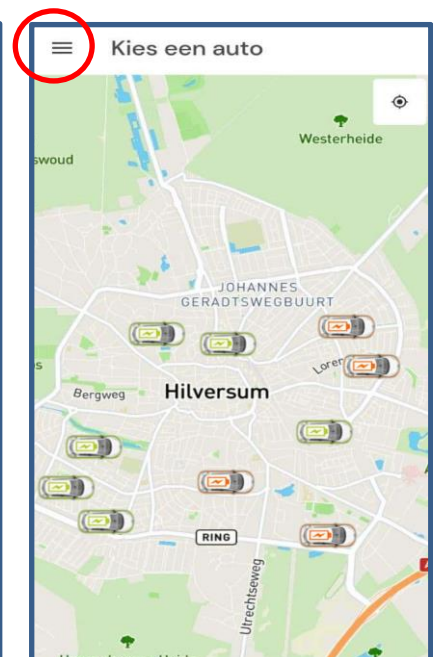 Kies een auto
Westerheide
swoud
JOHANNES
GERADTSWEGBUURT
Loren
Bergweg
Hilversum
RING
Utrechtseweg